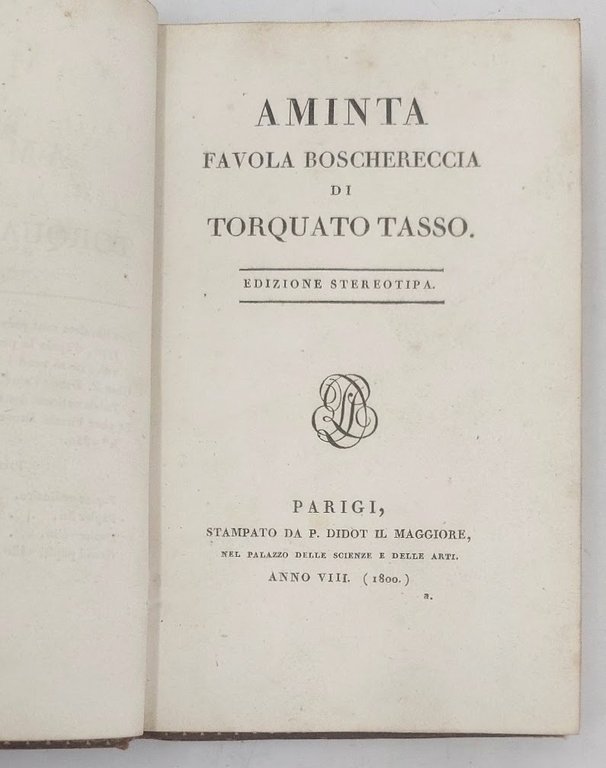 AMINTA
FAVOLA BOSCHERECCIA
DI
TORQUATO TASSO.
EDIZIONE STEREOTIPA.
PARIGI,
STAMPATO DA P. DIDOT IL MAGGIORE,
NEL PALAZZO DELLE SCIENZE E DELLE ARTI.
ANNO VIII. (1800.)
a.